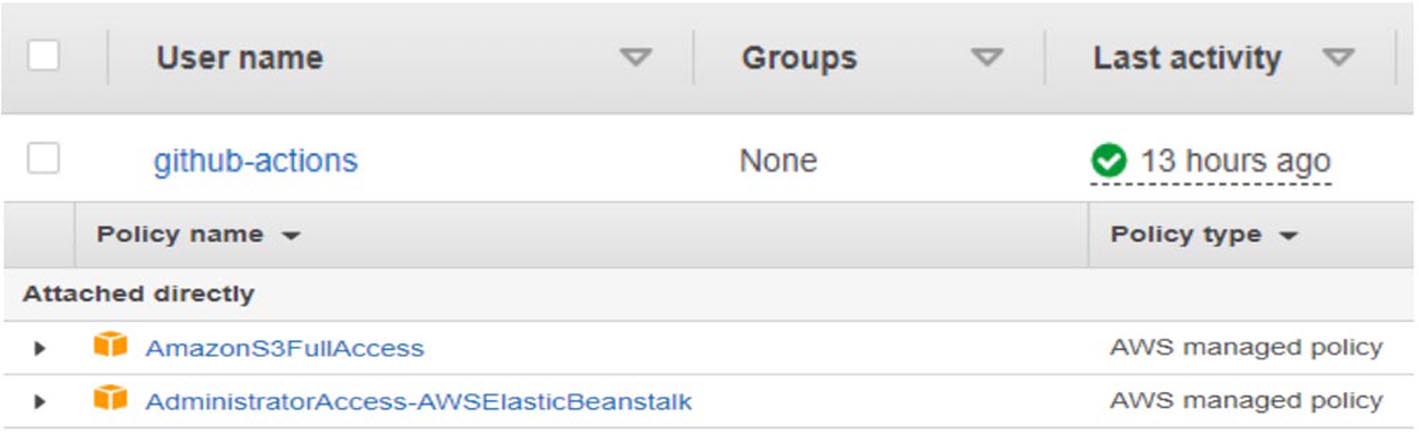 User name Groups Last activity
github-actions None 13 hours ago
Policy name Policy type
Attached directly
AmazonS3FullAccess AWS managed policy
AdministratorAccess-AWSElasticBeanstalk AWS managed policy